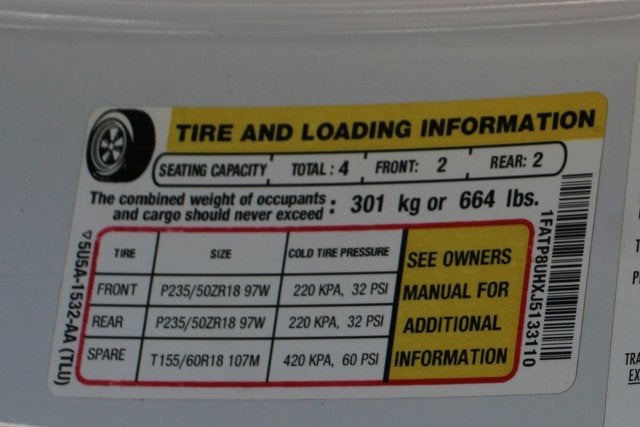 TIRE AND LOADING INFORMATION
SEATING CAPACITY TOTAL : 4 FRONT: 2 REAR: 2
The combined weight of occupants
and cargo should never exceed : 301 kg or 664 lbs.
TIRE SIZE COLD TIRE PRESSURE
FRONT P235/50ZR18 97W 220 KPA, 32 PSI
REAR P235/50ZR18 97W 220 KPA, 32 PSI
SPARE T155/60R18 107M 420 KPA, 60 PSI
SEE OWNERS
MANUAL FOR
ADDITIONAL
INFORMATION
▽5U5A-1532-AA (TLU)
1FATP8UHXJ5133110
TRA
EX